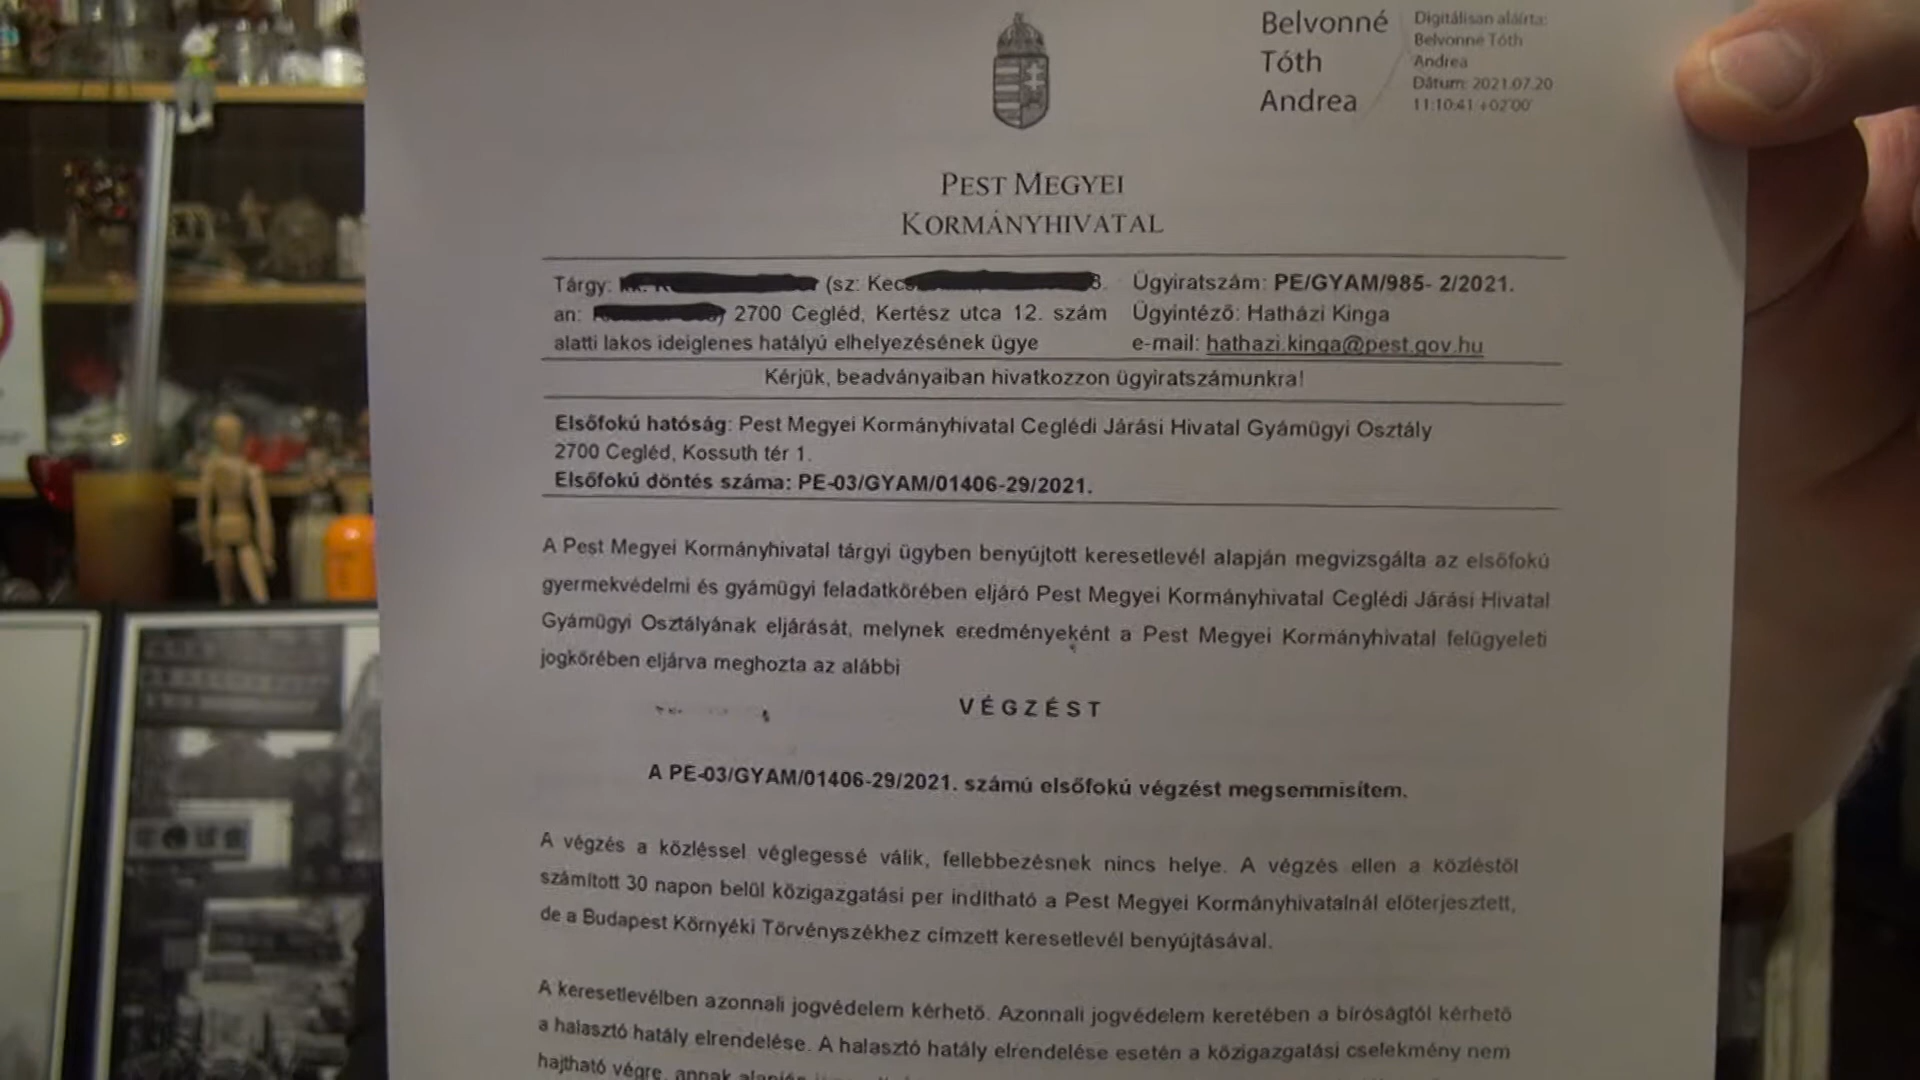 Belvonné
Tóth
Andrea
Digitálisan aláírta:
Belvonné Tóth
Andrea
Dátum: 2021.07.20
11:10:41 +02'00'
PEST MEGYEI
KORMÁNYHIVATAL
Tárgy: (sz: Kecs 8.
an: 2700 Cegléd, Kertész utca 12. szám
alatti lakos ideiglenes hatályú elhelyezésének ügye
Ügyiratszám: PE/GYAM/985- 2/2021.
Ügyintéző: Hatházi Kinga
e-mail: hathazi.kinga@pest.gov.hu
Kérjük, beadványaiban hivatkozzon ügyiratszámunkra!
Elsőfokú hatóság: Pest Megyei Kormányhivatal Ceglédi Járási Hivatal Gyámügyi Osztály
2700 Cegléd, Kossuth tér 1.
Elsőfokú döntés száma: PE-03/GYAM/01406-29/2021.
A Pest Megyei Kormányhivatal tárgyi ügyben benyújtott keresetlevél alapján megvizsgálta az elsőfokú
gyermekvédelmi és gyámügyi feladatkörében eljáró Pest Megyei Kormányhivatal Ceglédi Járási Hivatal
Gyámügyi Osztályának eljárását, melynek eredményeként a Pest Megyei Kormányhivatal felügyeleti
jogkörében eljárva meghozta az alábbi
VÉGZÉST
A PE-03/GYAM/01406-29/2021. számú elsőfokú végzést megsemmisítem.
A végzés a közléssel véglegessé válik, fellebbezésnek nincs helye. A végzés ellen a közléstől
számított 30 napon belül közigazgatási per indítható a Pest Megyei Kormányhivatalnál előterjesztett,
de a Budapest Környéki Törvényszékhez címzett keresetlevél benyújtásával.
A keresetlevélben azonnali jogvédelem kérhető. Azonnali jogvédelem keretében a bíróságtól kérhető
a halasztó hatály elrendelése. A halasztó hatály elrendelése esetén a közigazgatási cselekmény nem
hajtható végre, annak alapján